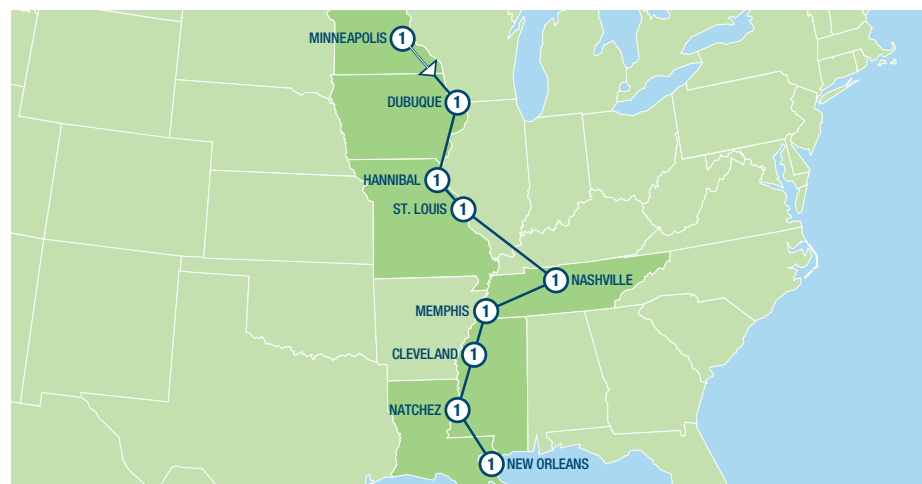 MINNEAPOLIS 1
DUBUQUE 1
HANNIBAL 1
ST. LOUIS 1
1 NASHVILLE
MEMPHIS 1
CLEVELAND 1
NATCHEZ 1
1 NEW ORLEANS